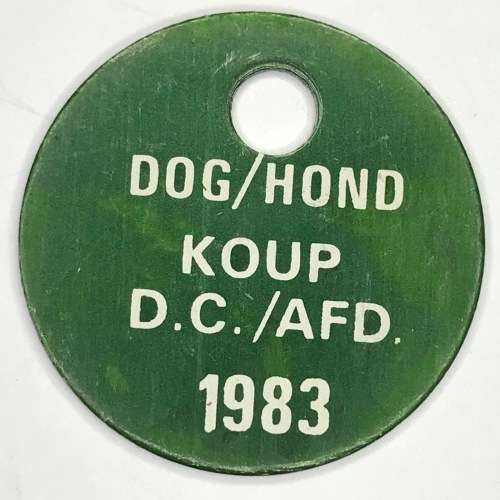 DOG/HOND
KOUP
D.C./AFD.
1983